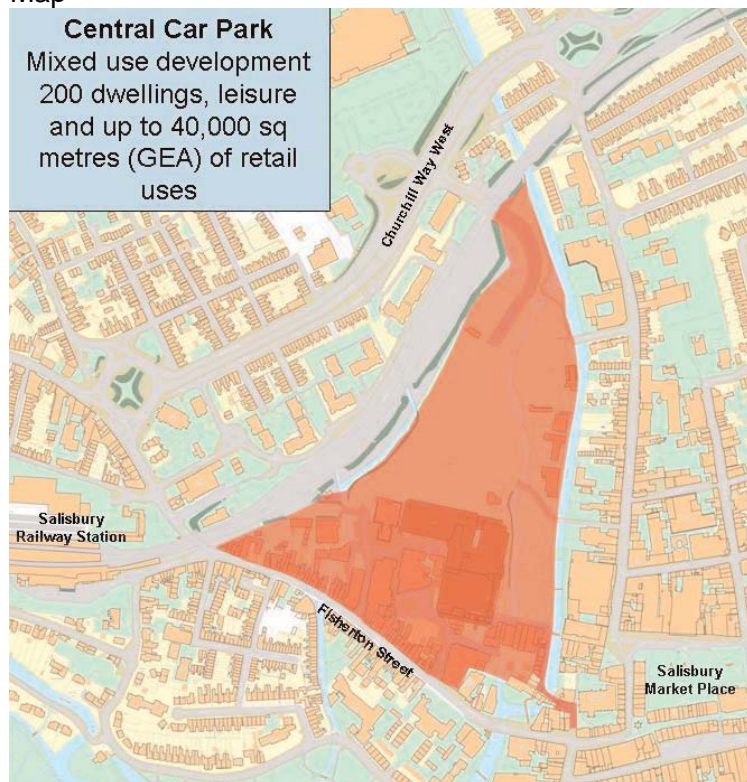 Map
Central Car Park
Mixed use development
200 dwellings, leisure
and up to 40,000 sq
metres (GEA) of retail
uses
Churchill Way West
Salisbury
Railway Station
Fisherton Street
Salisbury
Market Place